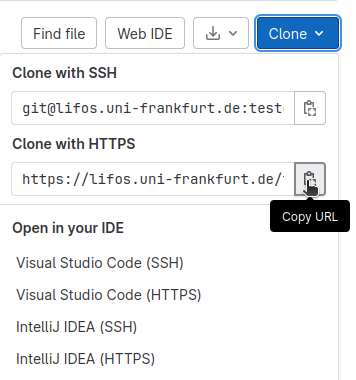 Find file Web IDE Clone
Clone with SSH
git@lifos.uni-frankfurt.de:test
Clone with HTTPS
https://lifos.uni-frankfurt.de/
Copy URL
Open in your IDE
Visual Studio Code (SSH)
Visual Studio Code (HTTPS)
IntelliJ IDEA (SSH)
IntelliJ IDEA (HTTPS)